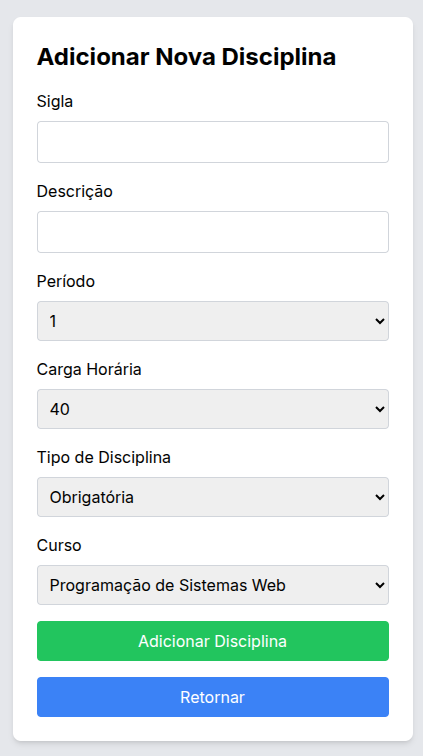 Adicionar Nova Disciplina
Sigla
Descrição
Período
1
Carga Horária
40
Tipo de Disciplina
Obrigatória
Curso
Programação de Sistemas Web
Adicionar Disciplina
Retornar